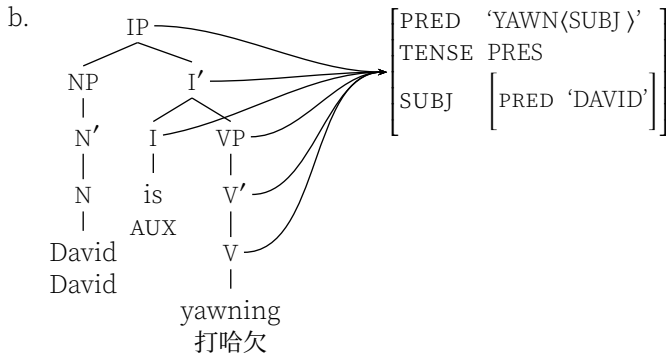 b.
IP
[PRED ‘YAWN⟨SUBJ⟩’
TENSE PRES
SUBJ [PRED ‘DAVID’]]
NP I′
N′ I VP
N is V′
AUX
David V
David
yawning
打哈欠